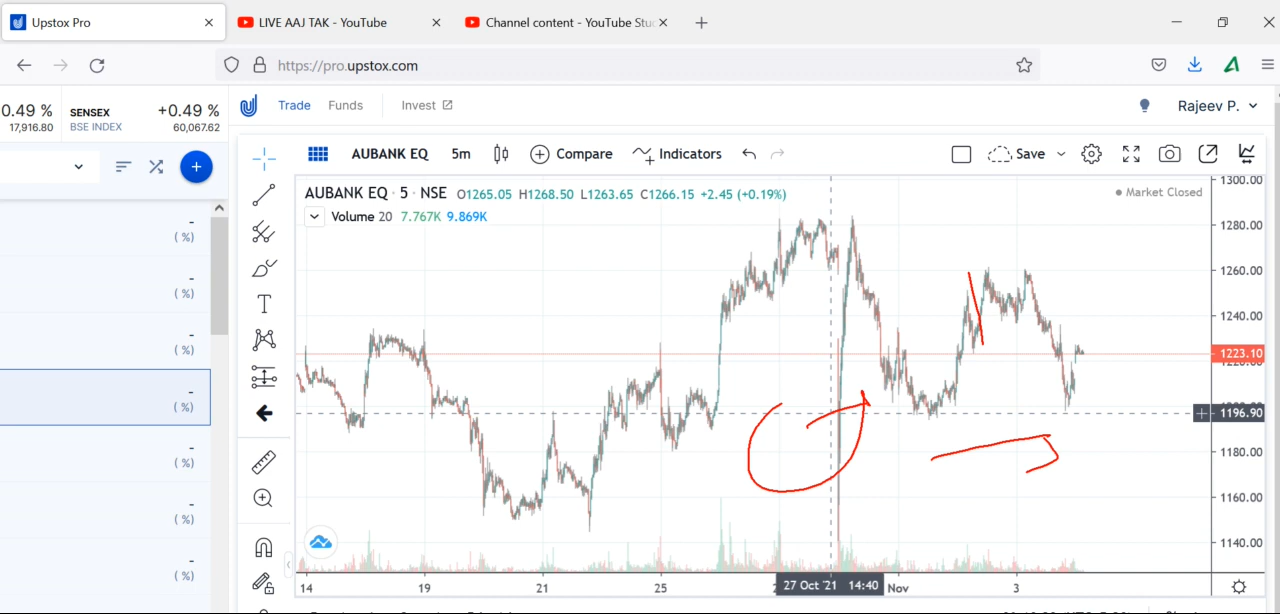 Upstox Pro
LIVE AAJ TAK - YouTube
Channel content - YouTube Stud
https://pro.upstox.com
0.49 %
17,916.80
SENSEX
BSE INDEX
+0.49 %
60,067.62
Trade
Funds
Invest
Rajeev P.
AUBANK EQ
5m
Compare
Indicators
Save
AUBANK EQ · 5 · NSE O1265.05 H1268.50 L1263.65 C1266.15 +2.45 (+0.19%)
Market Closed
Volume 20 7.767K 9.869K
-
( %)
-
( %)
-
( %)
-
( %)
-
( %)
-
( %)
-
( %)
1300.00
1280.00
1260.00
1240.00
1223.10
1196.90
1180.00
1160.00
1140.00
14
19
21
25
27 Oct '21 14:40
Nov
3